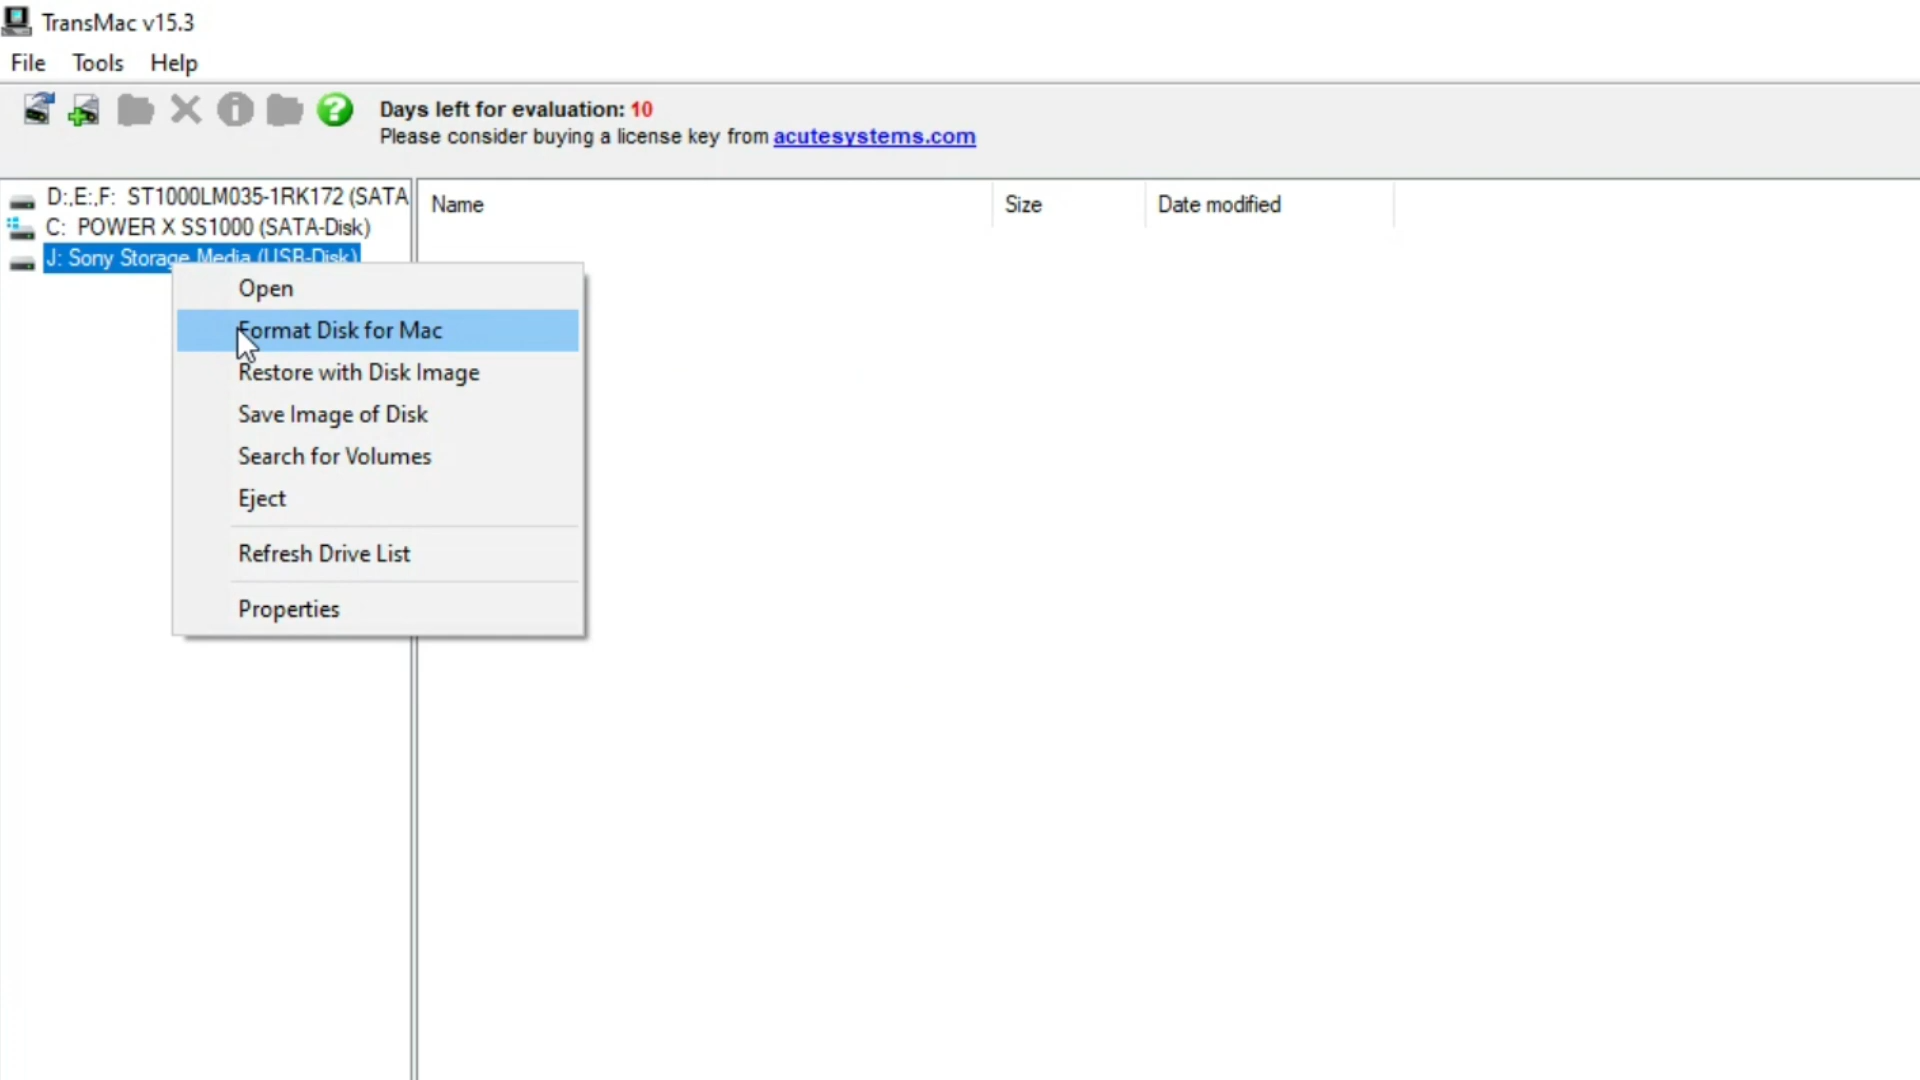 TransMac v15.3
File Tools Help
Days left for evaluation: 10
Please consider buying a license key from acutesystems.com
D:,E:,F: ST1000LM035-1RK172 (SATA
C: POWER X SS1000 (SATA-Disk)
J: Sony Storage Media (USB-Disk)
Name Size Date modified
Open
Format Disk for Mac
Restore with Disk Image
Save Image of Disk
Search for Volumes
Eject
Refresh Drive List
Properties